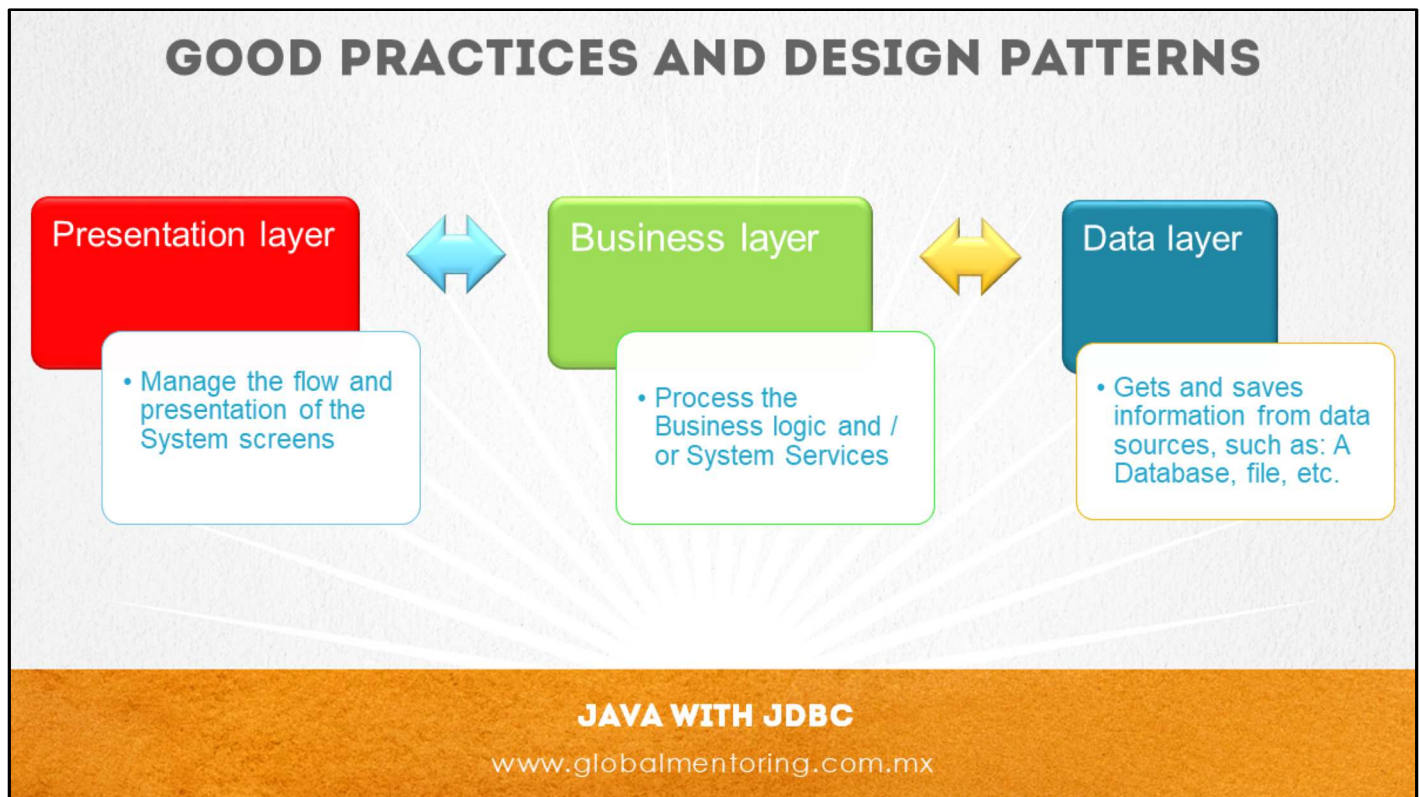 GOOD PRACTICES AND DESIGN PATTERNS
Presentation layer
• Manage the flow and
presentation of the
System screens
Business layer
• Process the
Business logic and /
or System Services
Data layer
• Gets and saves
information from data
sources, such as: A
Database, file, etc.
JAVA WITH JDBC
www.globalmentoring.com.mx